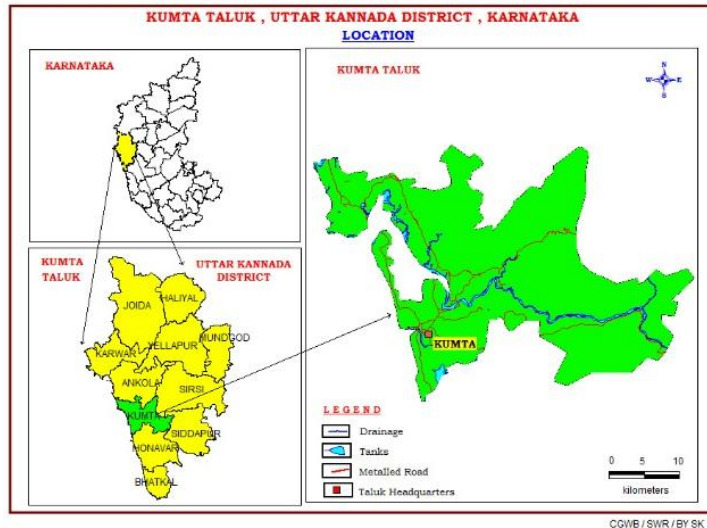 KUMTA TALUK , UTTAR KANNADA DISTRICT , KARNATAKA
LOCATION
KARNATAKA
KUMTA TALUK
N
W E
S
KUMTA
TALUK
UTTAR KANNADA
DISTRICT
JOIDA
HALIYAL
KARWAR
YELLAPUR
MUNDGOD
ANKOLA
SIRSI
KUMTA
SIDDAPUR
HONAVAR
BHATKAL
KUMTA
LEGEND
Drainage
Tanks
Metalled Road
Taluk Headquarters
0 5 10
kilometers
CGWB / SWR / BY SK